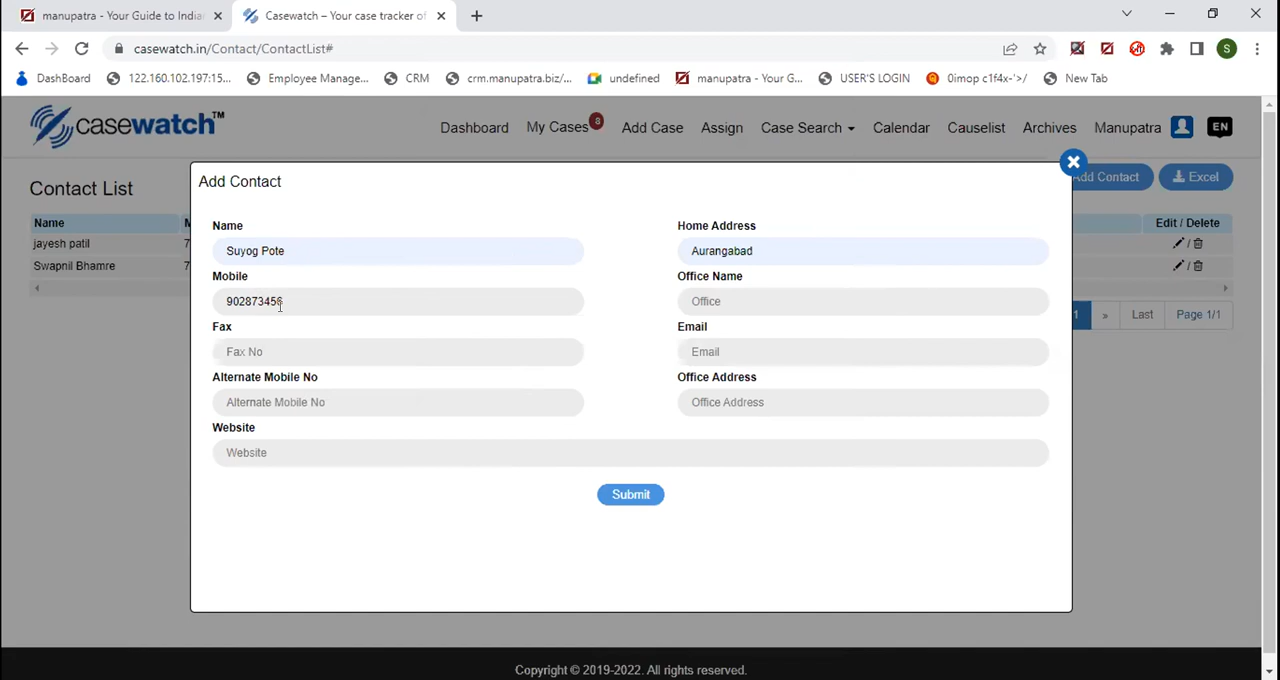 manupatra - Your Guide to India
Casewatch – Your case tracker of
casewatch.in/Contact/ContactList#
S
DashBoard
122.160.102.197:15...
Employee Manage...
CRM
crm.manupatra.biz/...
undefined
manupatra - Your G...
USER'S LOGIN
0imop c1f4x-'>/
New Tab
casewatch™
Dashboard
My Cases 8
Add Case
Assign
Case Search
Calendar
Causelist
Archives
Manupatra
EN
Contact List
Add Contact
Excel
Name
Edit / Delete
jayesh patil
7
/
Swapnil Bhamre
7
/
1
»
Last
Page 1/1
Add Contact
Name
Home Address
Suyog Pote
Aurangabad
Mobile
Office Name
902873456
Office
Fax
Email
Fax No
Email
Alternate Mobile No
Office Address
Alternate Mobile No
Office Address
Website
Website
Submit
Copyright © 2019-2022. All rights reserved.